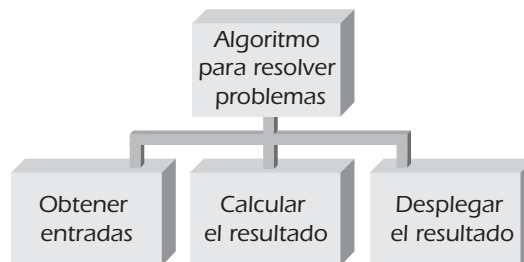 Algoritmo
para resolver
problemas
Obtener
entradas
Calcular
el resultado
Desplegar
el resultado